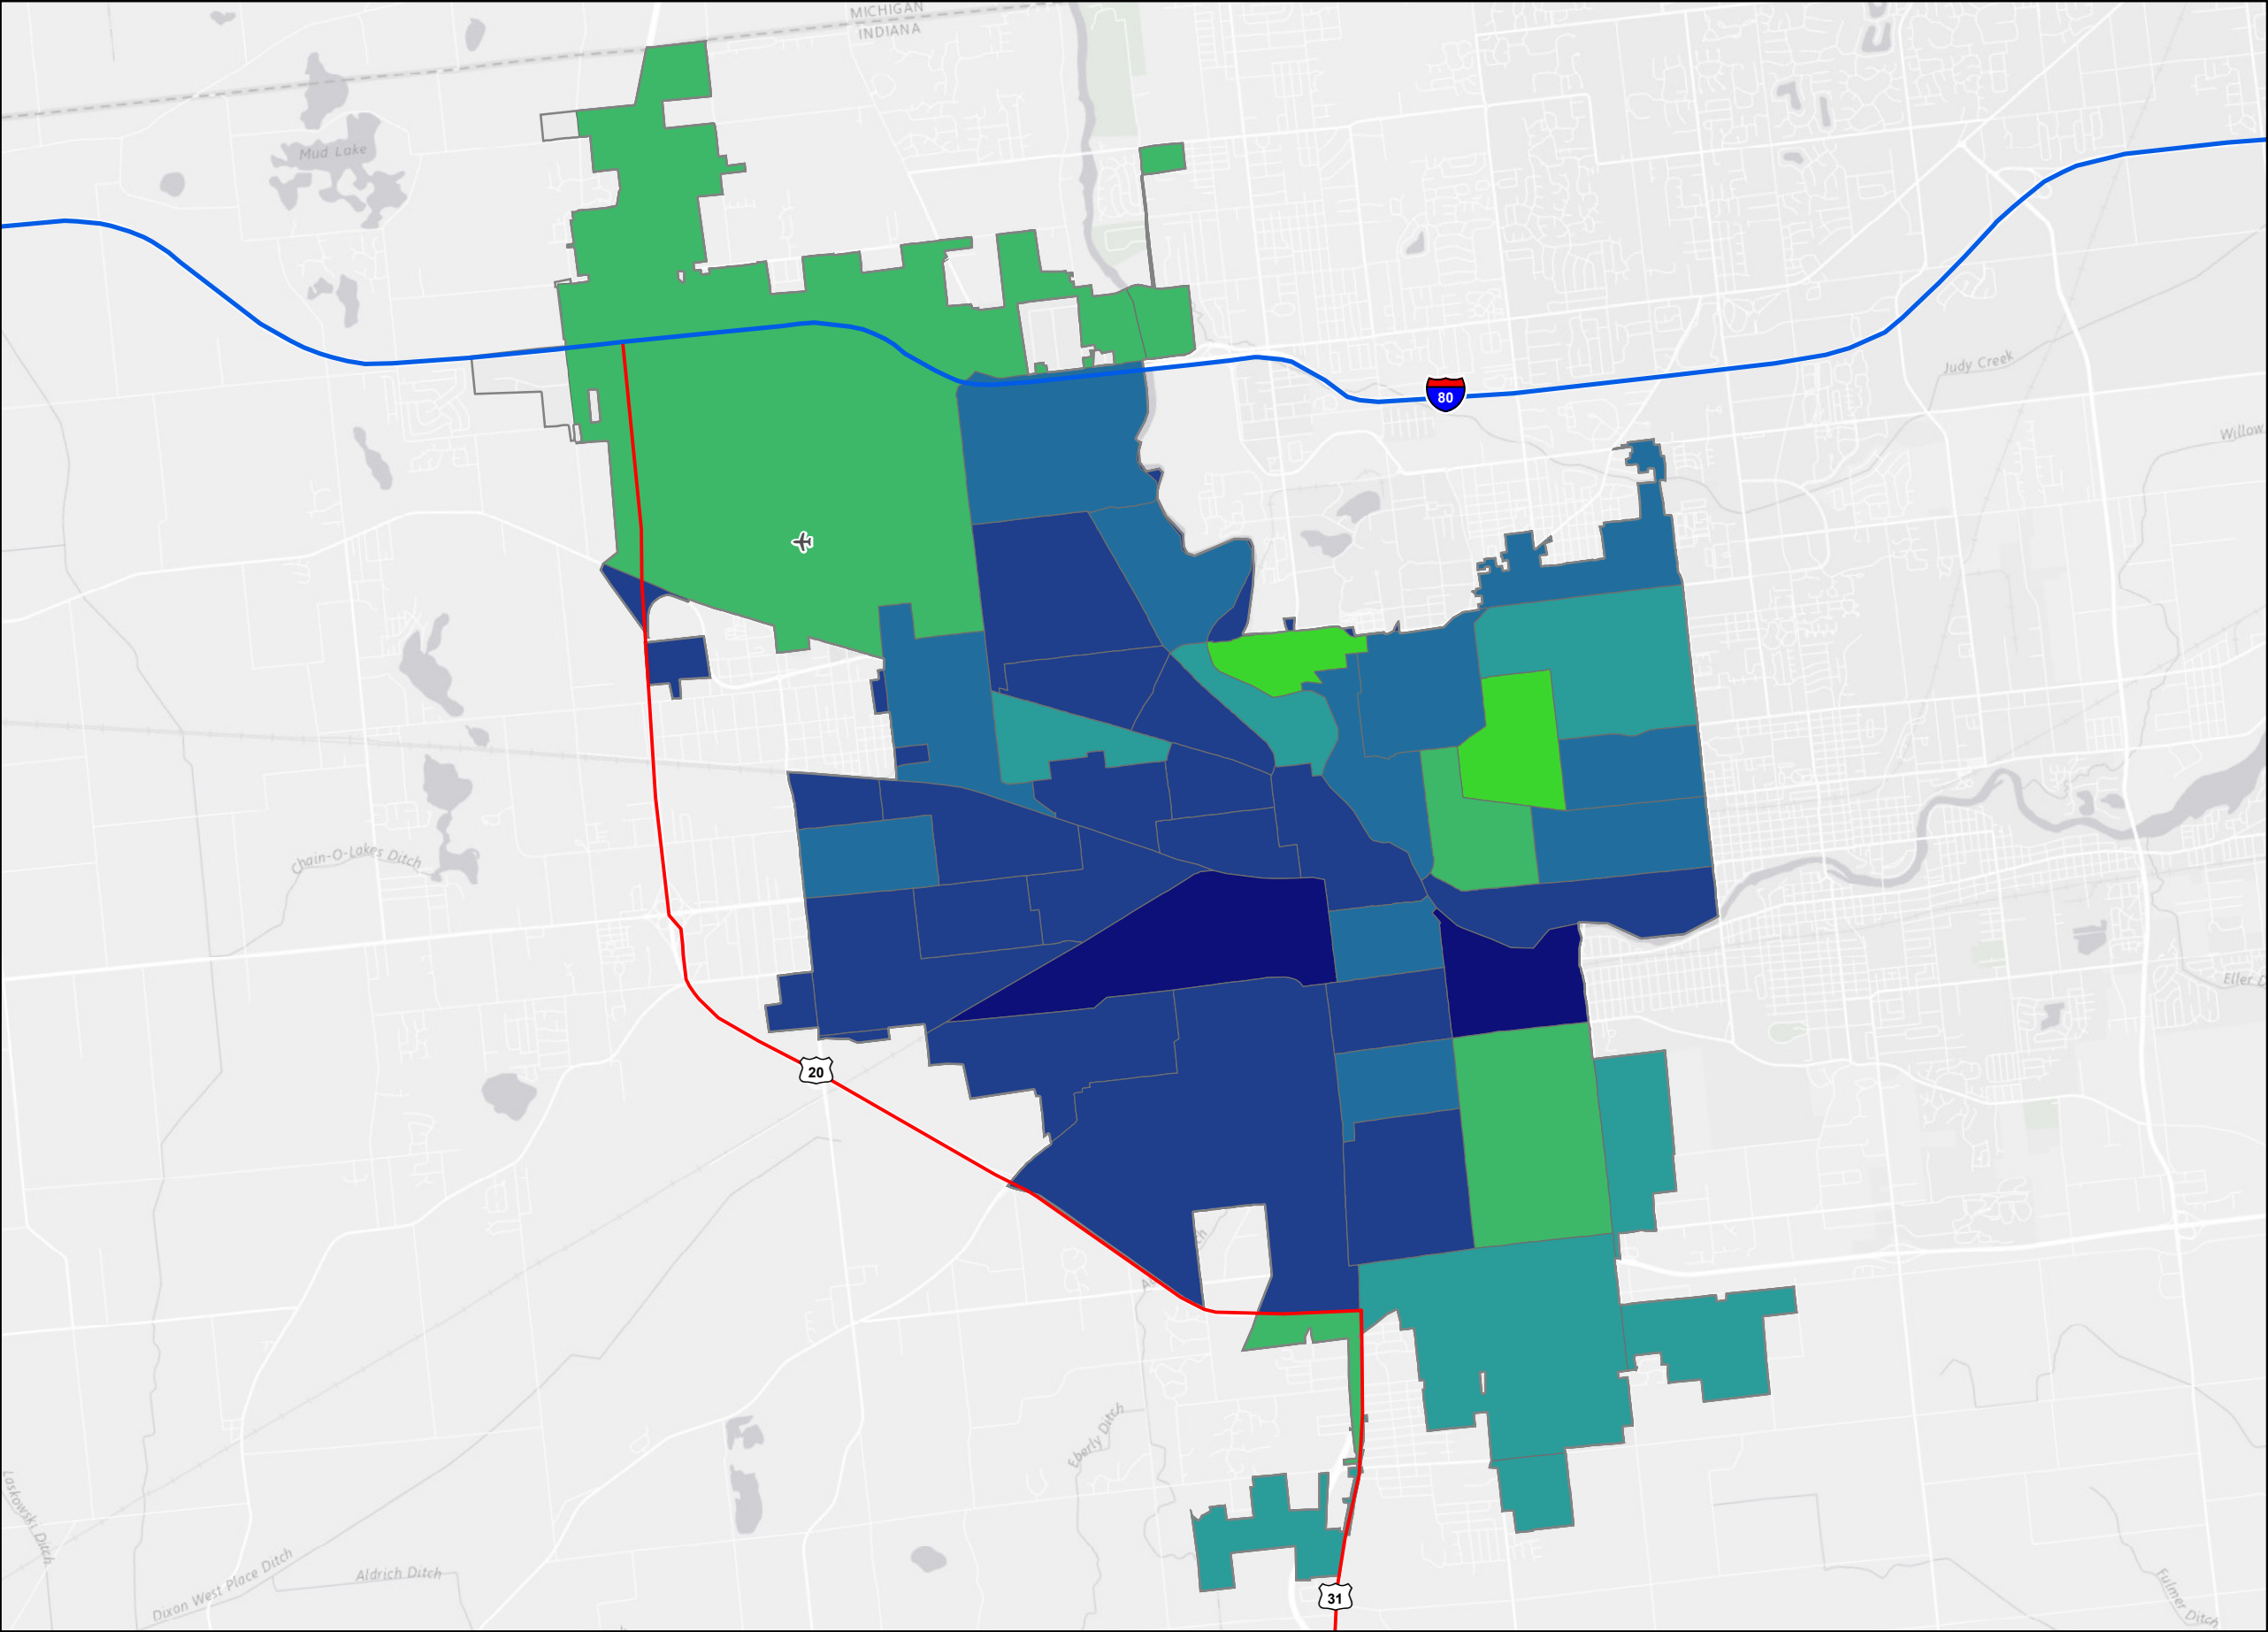 MICHIGAN
INDIANA
Mud Lake
Judy Creek
80
Willow
Chain-O-Lakes Ditch
Eller D
20
Eberly Ditch
Laskowski Ditch
Dixon West Place Ditch
Aldrich Ditch
31
Fulmer Ditch